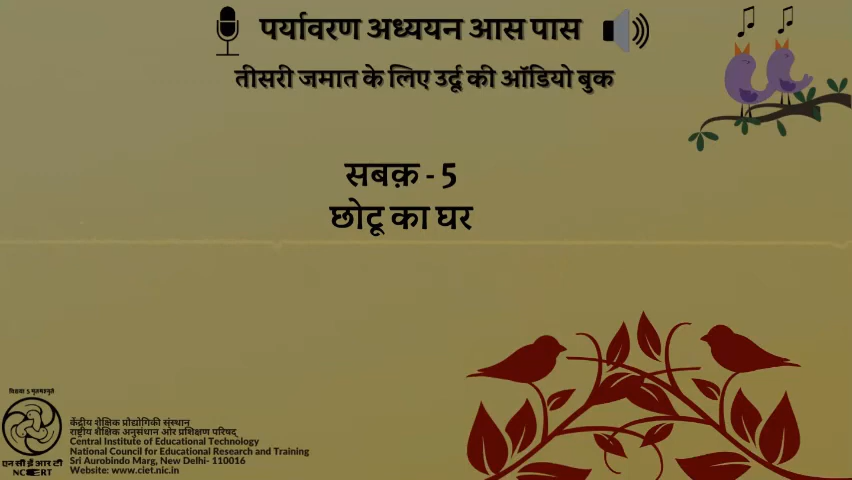 पर्यावरण अध्ययन आस पास
तीसरी जमात के लिए उर्दू की ऑडियो बुक
सबक़ - 5
छोटू का घर
एन सी ई आर टी
NCERT
केंद्रीय शैक्षिक प्रौद्योगिकी संस्थान
राष्ट्रीय शैक्षिक अनुसंधान और प्रशिक्षण परिषद्
Central Institute of Educational Technology
National Council for Educational Research and Training
Sri Aurobindo Marg, New Delhi- 110016
Website: www.ciet.nic.in